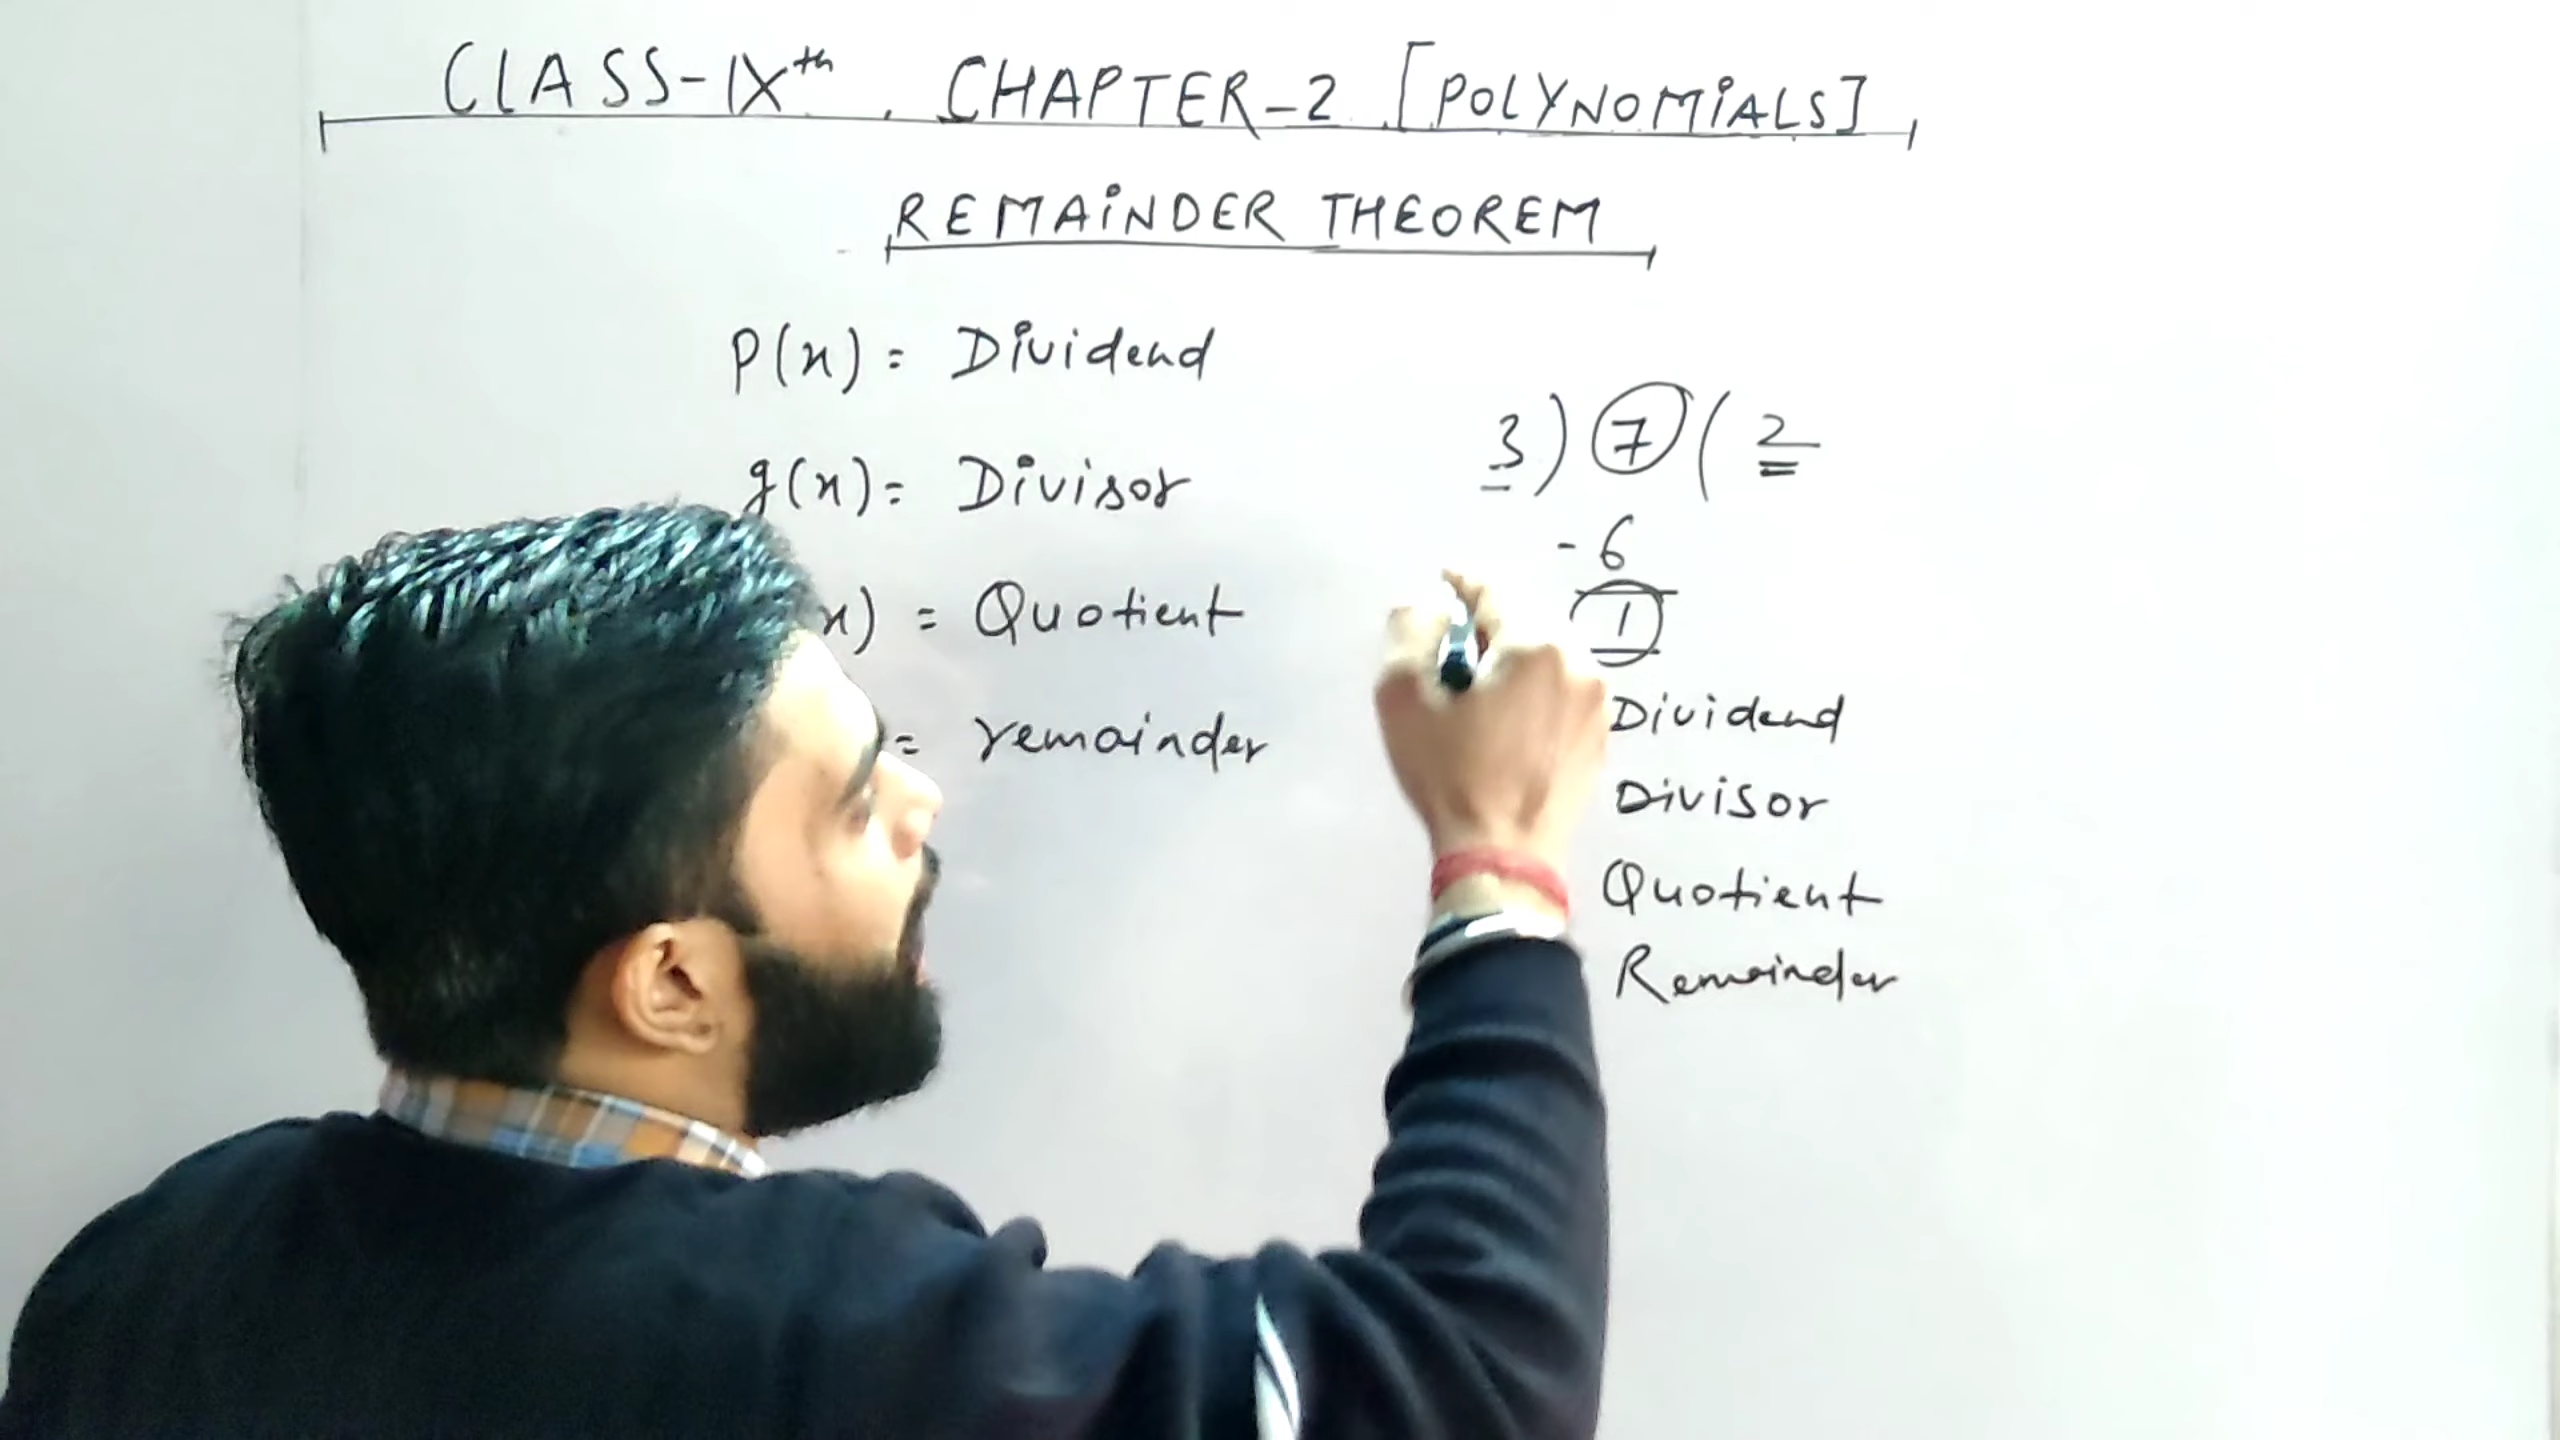 CLASS-IXth, CHAPTER-2 [POLYNOMIALS]
REMAINDER THEOREM
P(x) = Dividend
g(x) = Divisor
x) = Quotient
= remainder
3) 7 ( 2
- 6
1
Dividend
Divisor
Quotient
Remainder